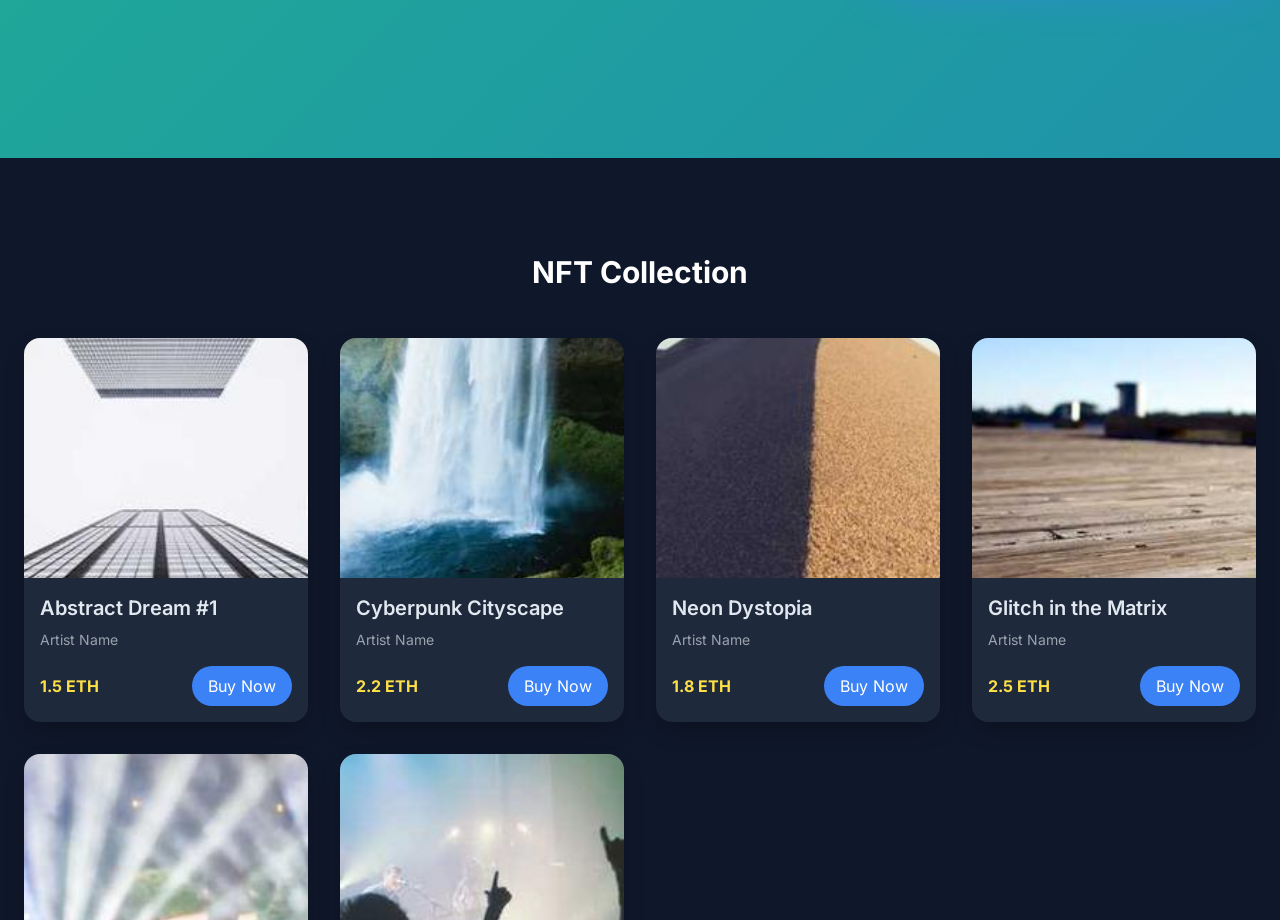 NFT Collection
Abstract Dream #1
Artist Name
1.5 ETH
Buy Now
Cyberpunk Cityscape
Artist Name
2.2 ETH
Buy Now
Neon Dystopia
Artist Name
1.8 ETH
Buy Now
Glitch in the Matrix
Artist Name
2.5 ETH
Buy Now